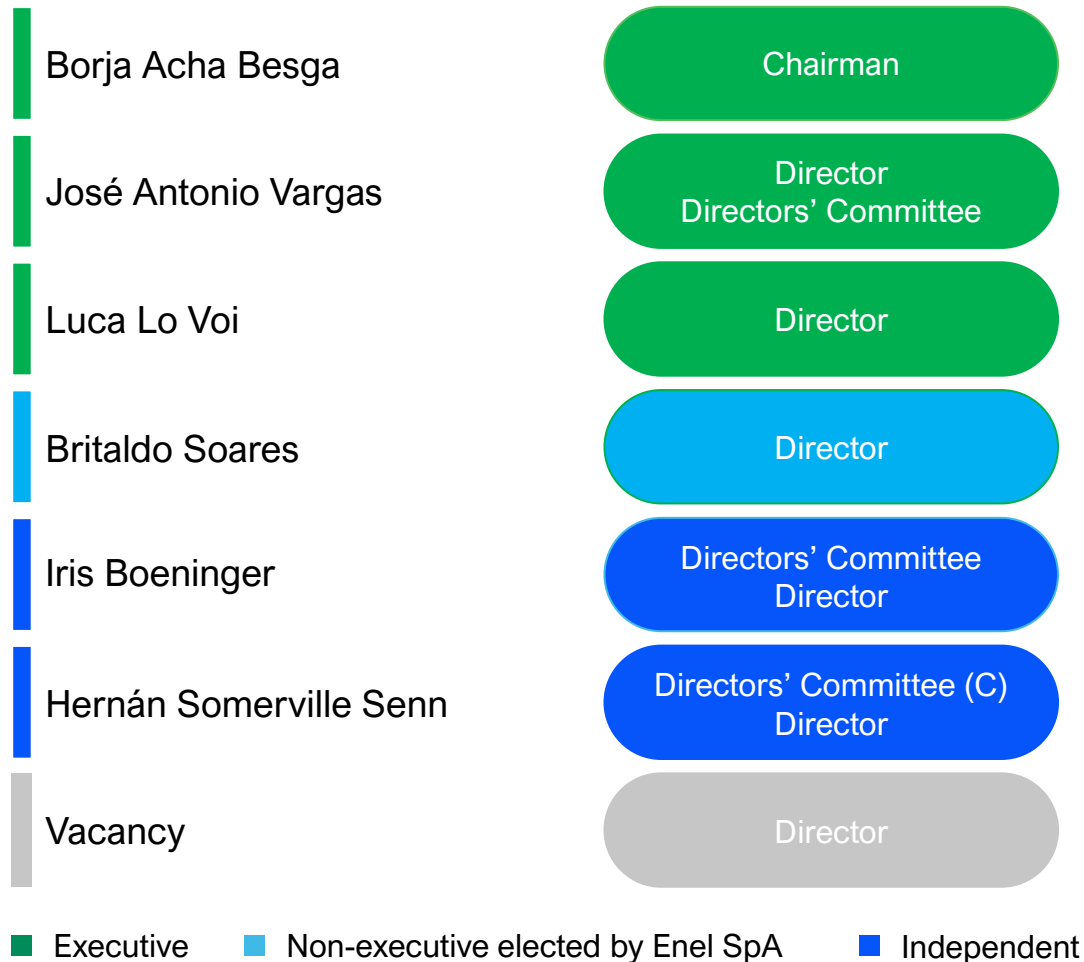 Borja Acha Besga
Chairman
José Antonio Vargas
Director
Directors’ Committee
Luca Lo Voi
Director
Britaldo Soares
Director
Iris Boeninger
Directors’ Committee
Director
Hernán Somerville Senn
Directors’ Committee (C)
Director
Vacancy
Director
Executive
Non-executive elected by Enel SpA
Independent